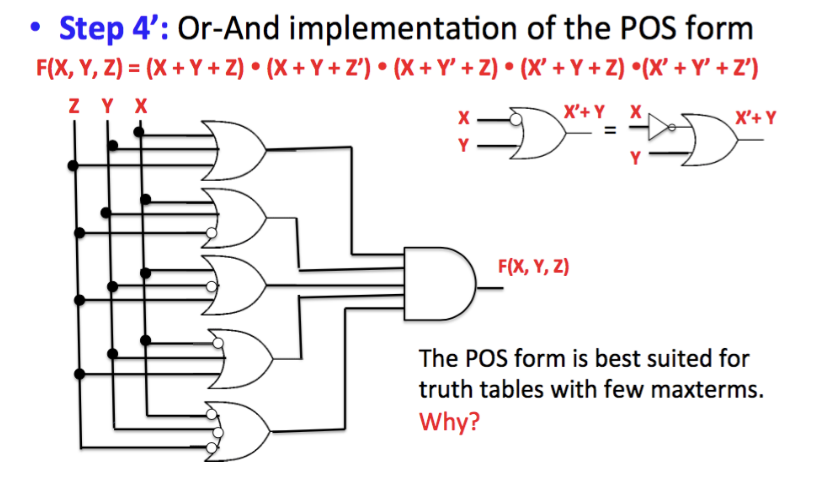 • Step 4’: Or-And implementation of the POS form
F(X, Y, Z) = (X + Y + Z) • (X + Y + Z’) • (X + Y’ + Z) • (X’ + Y + Z) •(X’ + Y’ + Z’)
Z Y X
X X’+ Y X X’+ Y
Y = Y
F(X, Y, Z)
The POS form is best suited for
truth tables with few maxterms.
Why?